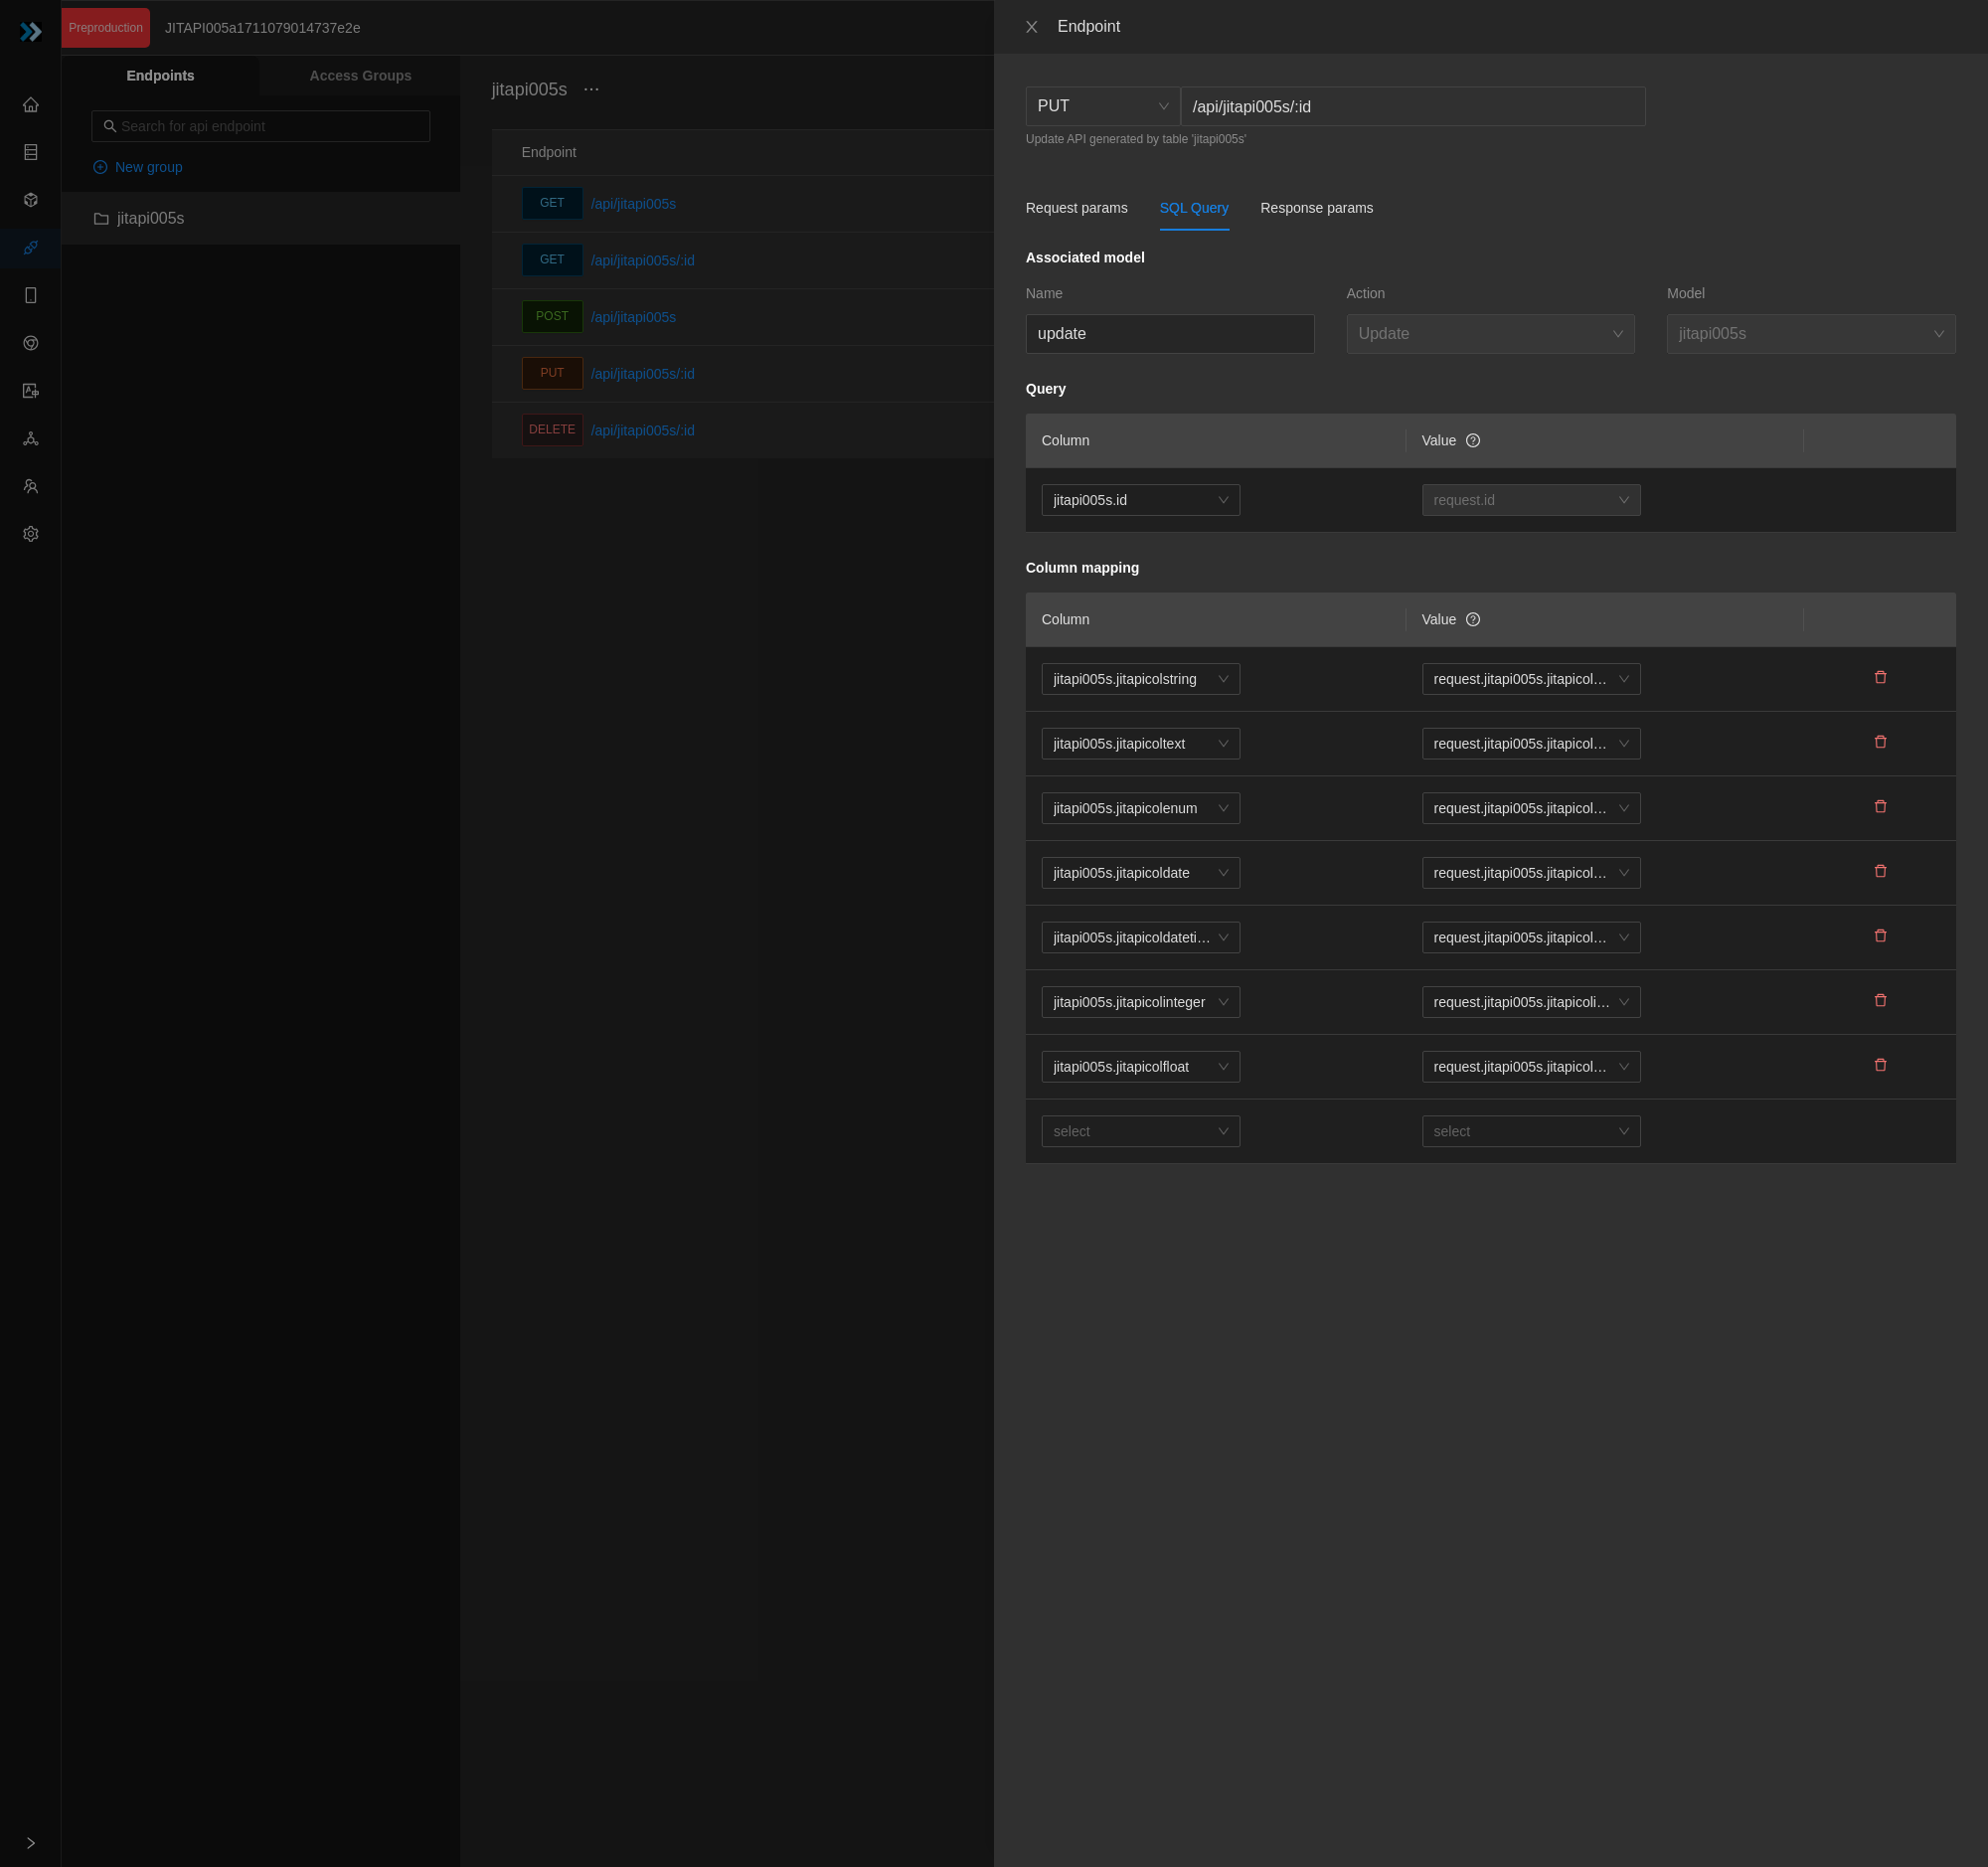 Preproduction JITAPI005a1711079014737e2e
Endpoints Access Groups
Search for api endpoint
New group
jitapi005s
jitapi005s ···
Endpoint
GET /api/jitapi005s
GET /api/jitapi005s/:id
POST /api/jitapi005s
PUT /api/jitapi005s/:id
DELETE /api/jitapi005s/:id
Endpoint
PUT /api/jitapi005s/:id
Update API generated by table 'jitapi005s'
Request params SQL Query Response params
Associated model
Name Action Model
update Update jitapi005s
Query
Column Value
jitapi005s.id request.id
Column mapping
Column Value
jitapi005s.jitapicolstring request.jitapi005s.jitapicol…
jitapi005s.jitapicoltext request.jitapi005s.jitapicol…
jitapi005s.jitapicolenum request.jitapi005s.jitapicol…
jitapi005s.jitapicoldate request.jitapi005s.jitapicol…
jitapi005s.jitapicoldateti… request.jitapi005s.jitapicol…
jitapi005s.jitapicolinteger request.jitapi005s.jitapicoli…
jitapi005s.jitapicolfloat request.jitapi005s.jitapicol…
select select